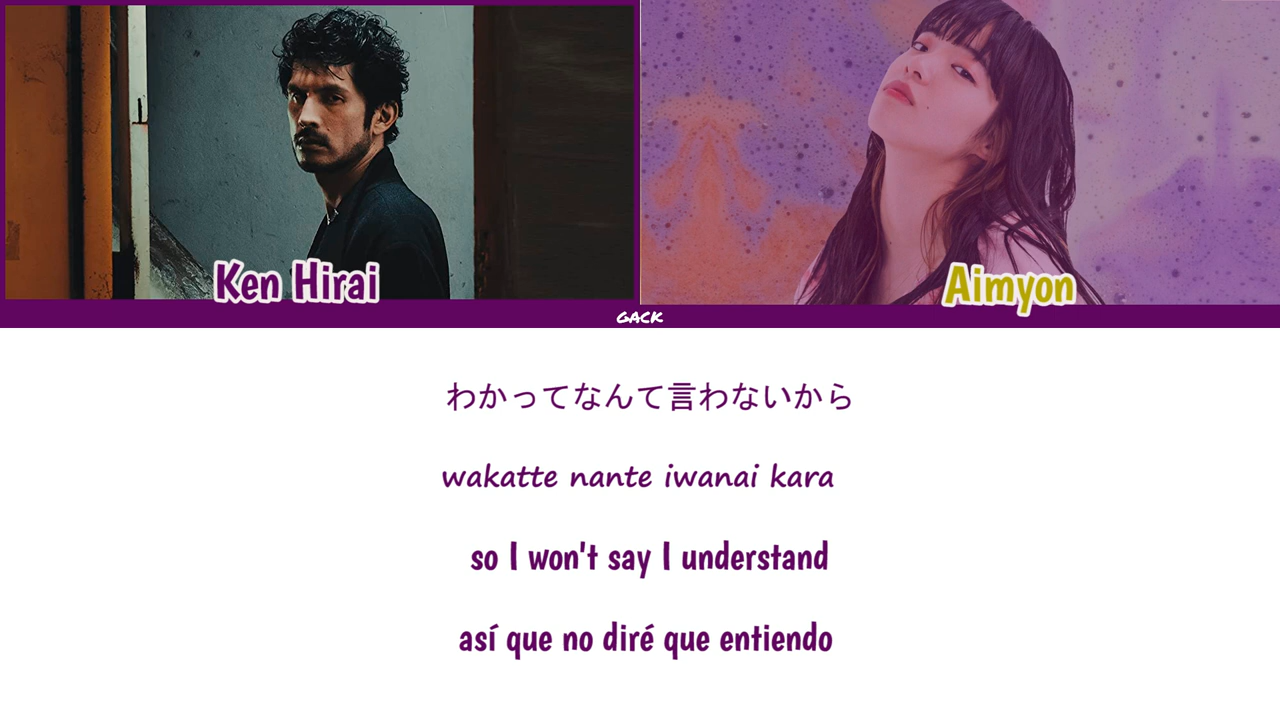 Ken Hirai
Aimyon
GACK
わかってなんて言わないから
wakatte nante iwanai kara
so I won't say I understand
así que no diré que entiendo